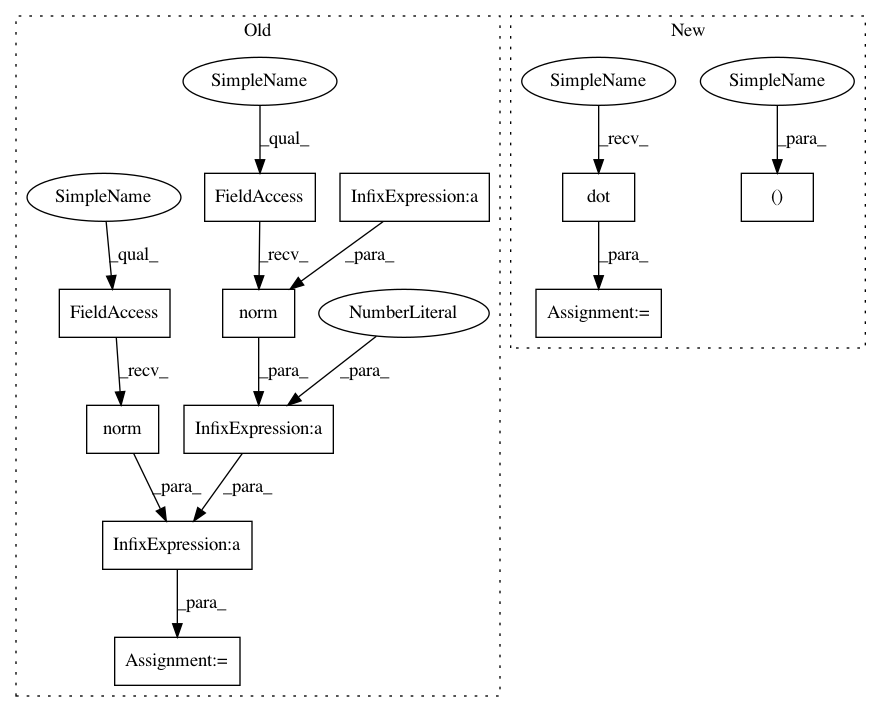 Old
New
SimpleName
SimpleName
SimpleName
_qual_
_recv_
_para_
SimpleName
FieldAccess
InfixExpression:a
dot
()
_qual_
_recv_
_para_
_para_
FieldAccess
norm
NumberLiteral
Assignment:=
_recv_
_para_
_para_
norm
InfixExpression:a
_para_
_para_
InfixExpression:a
_para_
Assignment:=